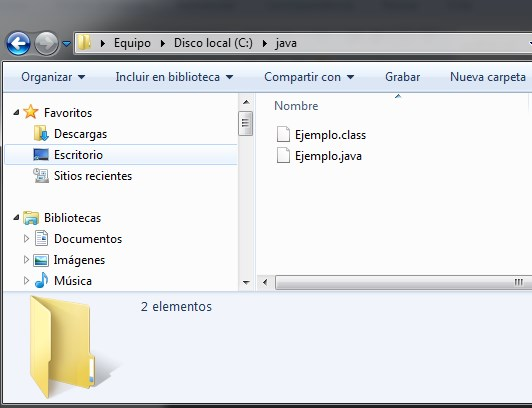 Equipo Disco local (C:) java
Organizar Incluir en biblioteca Compartir con Grabar Nueva carpeta
Favoritos
Descargas
Escritorio
Sitios recientes
Bibliotecas
Documentos
Imágenes
Música
Nombre
Ejemplo.class
Ejemplo.java
2 elementos